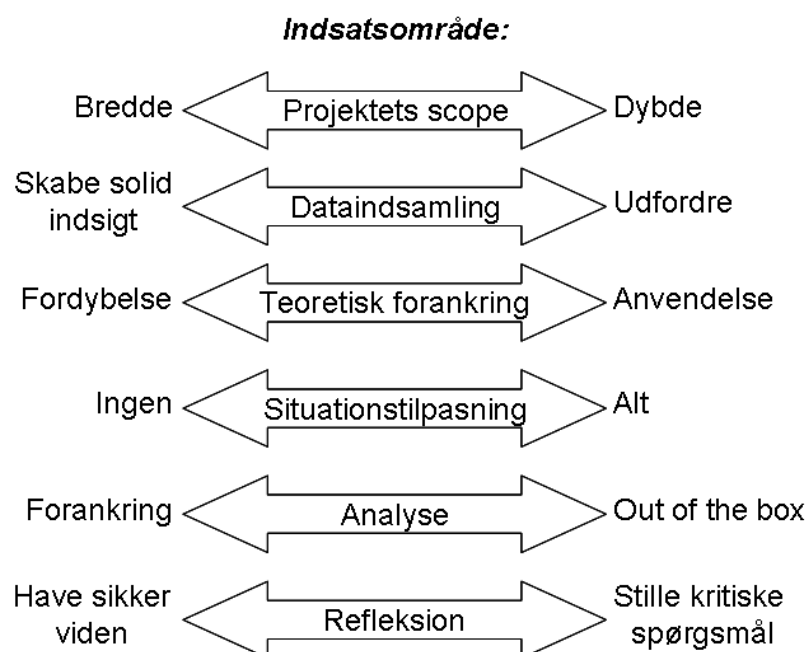 Indsatsområde:
Bredde Projektets scope Dybde
Skabe solid
indsigt Dataindsamling Udfordre
Fordybelse Teoretisk forankring Anvendelse
Ingen Situationstilpasning Alt
Forankring Analyse Out of the box
Have sikker
viden
Refleksion
Stille kritiske
spørgsmål